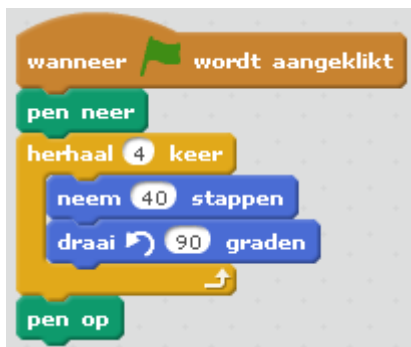 wanneer wordt aangeklikt
pen neer
herhaal 4 keer
neem 40 stappen
draai 90 graden
pen op